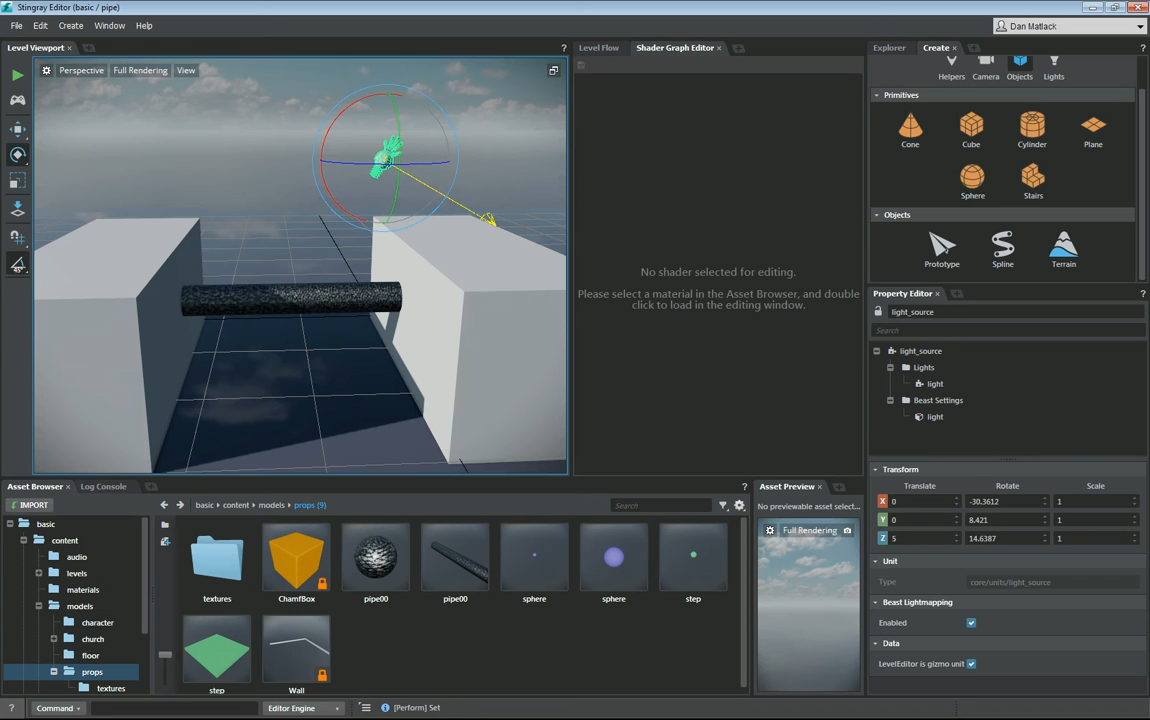 Stingray Editor (basic / pipe)
File Edit Create Window Help
Dan Matlack
Level Viewport
Perspective Full Rendering View
Level Flow Shader Graph Editor
No shader selected for editing.
Please select a material in the Asset Browser, and double
click to load in the editing window.
Explorer Create
Helpers Camera Objects Lights
Primitives
Cone Cube Cylinder Plane
Sphere Stairs
Objects
Prototype Spline Terrain
Property Editor
light_source
Search
light_source
Lights
light
Beast Settings
light
Transform
Translate Rotate Scale
X 0 -30.3612 1
Y 0 8.421 1
Z 5 14.6387 1
Unit
Type core/units/light_source
Beast Lightmapping
Enabled
Data
LevelEditor is gizmo unit
Asset Browser Log Console
IMPORT
basic content models props (9)
Search
basic
content
audio
levels
materials
models
character
church
floor
props
textures
textures ChamfBox pipe00 pipe00 sphere sphere step
step Wall
Asset Preview
No previewable asset select...
Full Rendering
? Command Editor Engine [Perform] Set